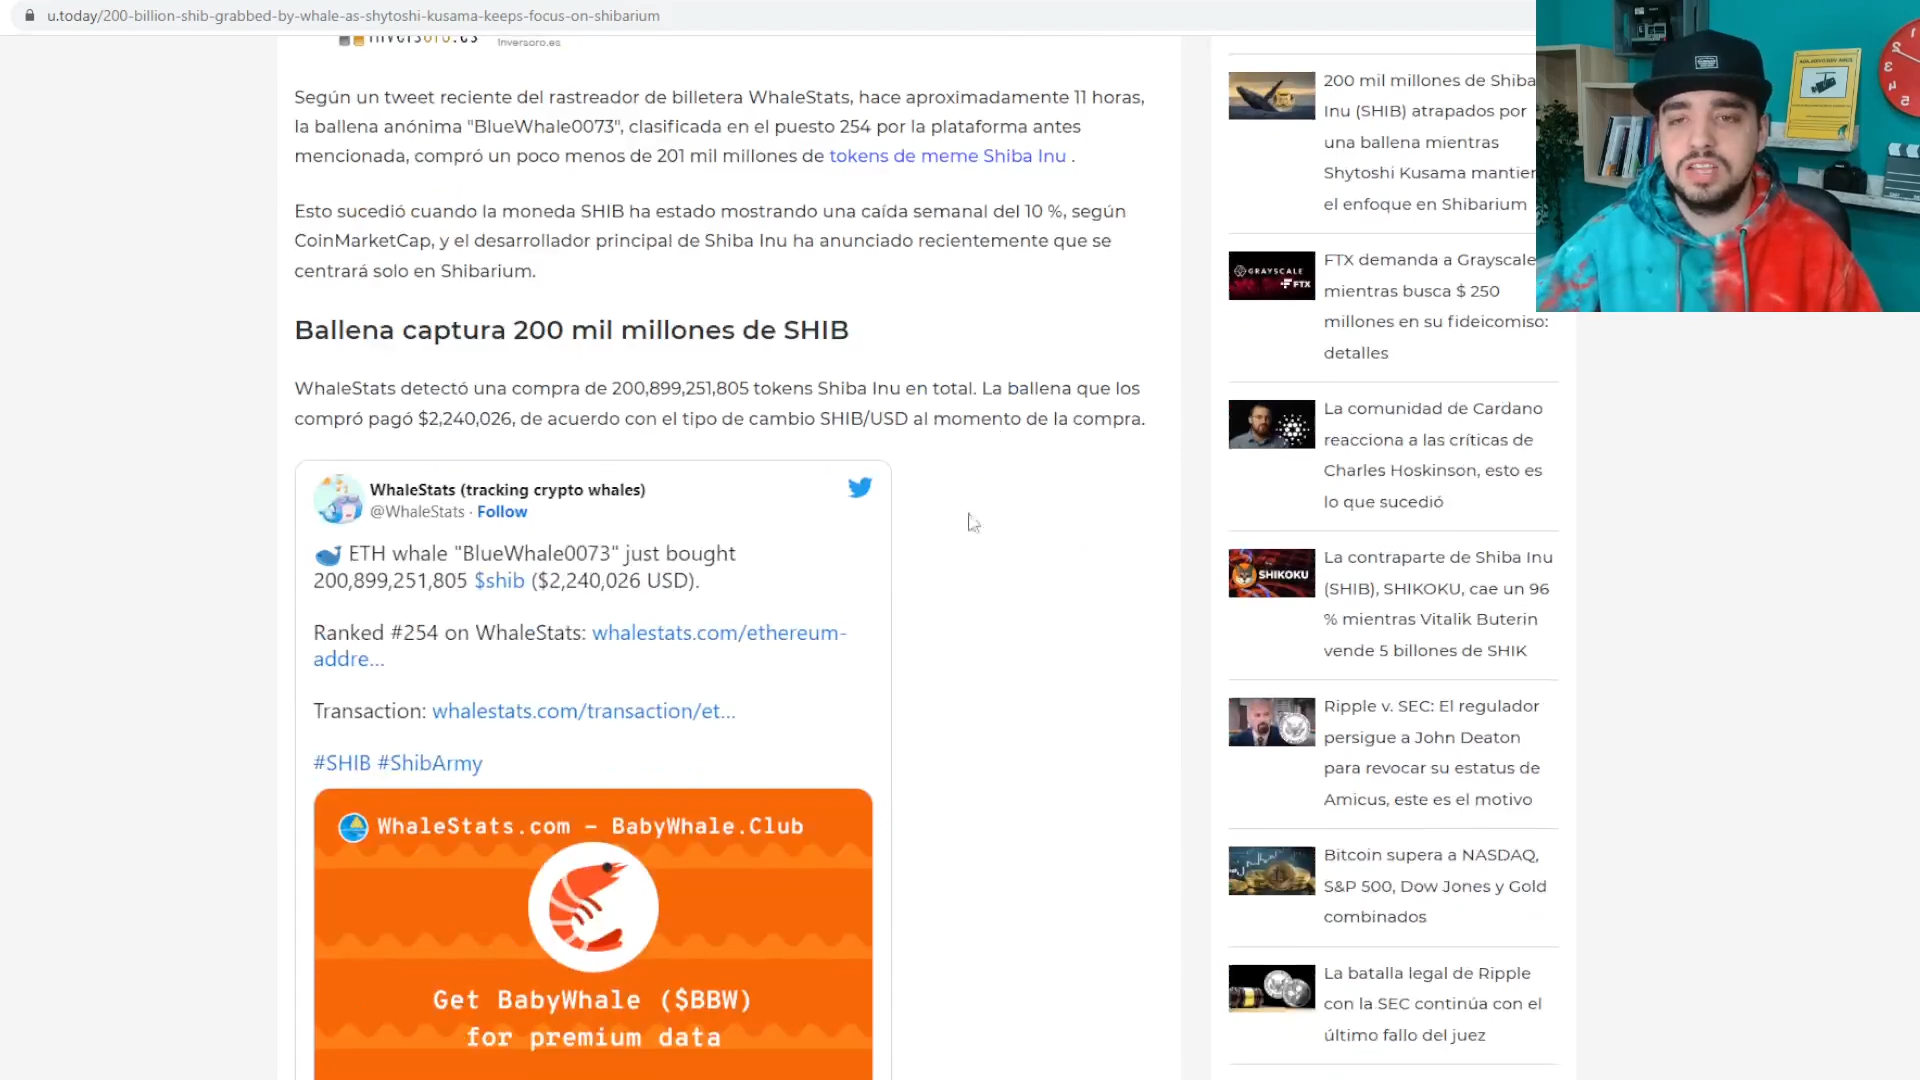 u.today/200-billion-shib-grabbed-by-whale-as-shytoshi-kusama-keeps-focus-on-shibarium
inversoro.es
Inversoro.es
Según un tweet reciente del rastreador de billetera WhaleStats, hace aproximadamente 11 horas,
la ballena anónima "BlueWhale0073", clasificada en el puesto 254 por la plataforma antes
mencionada, compró un poco menos de 201 mil millones de tokens de meme Shiba Inu .
Esto sucedió cuando la moneda SHIB ha estado mostrando una caída semanal del 10 %, según
CoinMarketCap, y el desarrollador principal de Shiba Inu ha anunciado recientemente que se
centrará solo en Shibarium.
Ballena captura 200 mil millones de SHIB
WhaleStats detectó una compra de 200,899,251,805 tokens Shiba Inu en total. La ballena que los
compró pagó $2,240,026, de acuerdo con el tipo de cambio SHIB/USD al momento de la compra.
WhaleStats (tracking crypto whales)
@WhaleStats · Follow
ETH whale "BlueWhale0073" just bought
200,899,251,805 $shib ($2,240,026 USD).
Ranked #254 on WhaleStats: whalestats.com/ethereum-
addre...
Transaction: whalestats.com/transaction/et...
#SHIB #ShibArmy
WhaleStats.com – BabyWhale.Club
Get BabyWhale ($BBW)
for premium data
200 mil millones de Shiba
Inu (SHIB) atrapados por
una ballena mientras
Shytoshi Kusama mantien
el enfoque en Shibarium
GRAYSCALE
FTX
FTX demanda a Grayscale
mientras busca $ 250
millones en su fideicomiso:
detalles
La comunidad de Cardano
reacciona a las críticas de
Charles Hoskinson, esto es
lo que sucedió
SHIKOKU
La contraparte de Shiba Inu
(SHIB), SHIKOKU, cae un 96
% mientras Vitalik Buterin
vende 5 billones de SHIK
Ripple v. SEC: El regulador
persigue a John Deaton
para revocar su estatus de
Amicus, este es el motivo
Bitcoin supera a NASDAQ,
S&P 500, Dow Jones y Gold
combinados
La batalla legal de Ripple
con la SEC continúa con el
último fallo del juez